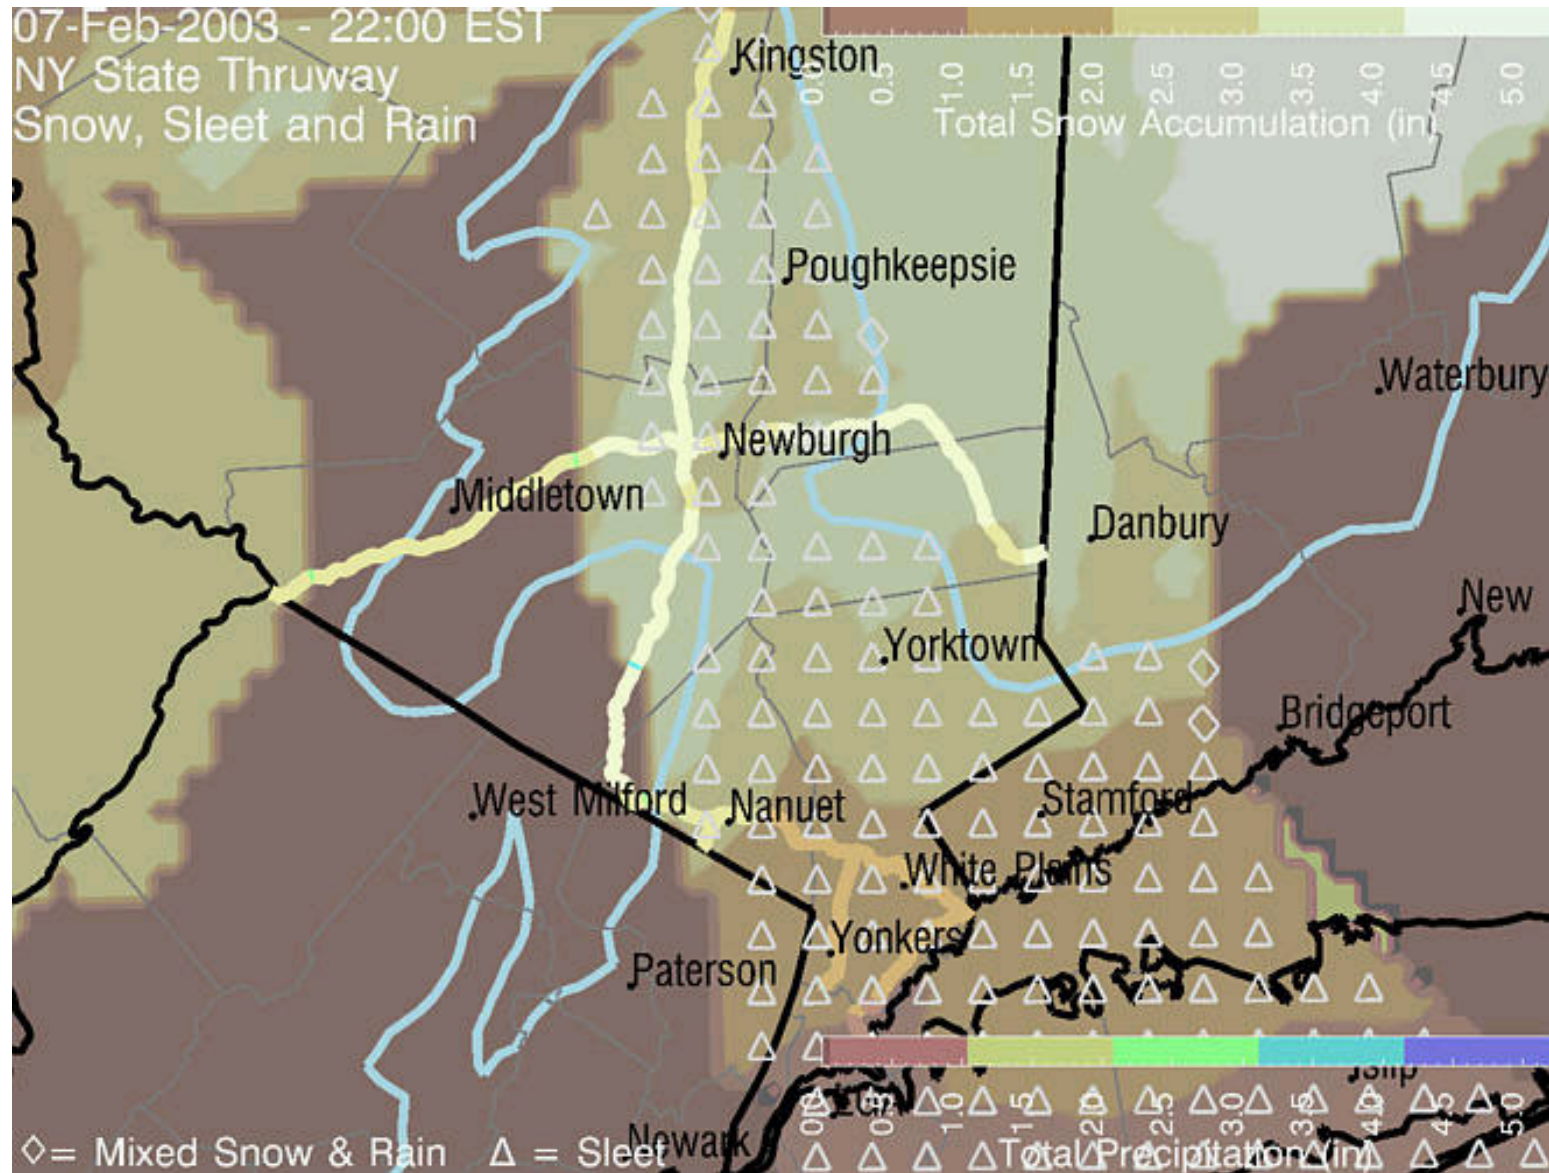 07-Feb-2003 - 22:00 EST
NY State Thruway
Snow, Sleet and Rain
Kingston
0.0 0.5 1.0 1.5 2.0 2.5 3.0 3.5 4.0 4.5 5.0
Total Snow Accumulation (in)
Poughkeepsie
Waterbury
Newburgh
Middletown
Danbury
New
Yorktown
Bridgeport
West Milford
Nanuet
Stamford
White Plains
Yonkers
Paterson
Islip
LGA
0.0 0.5 1.0 1.5 2.0 2.5 3.0 3.5 4.0 4.5 5.0
Newark
◇= Mixed Snow & Rain △ = Sleet
Total Precipitation (in)